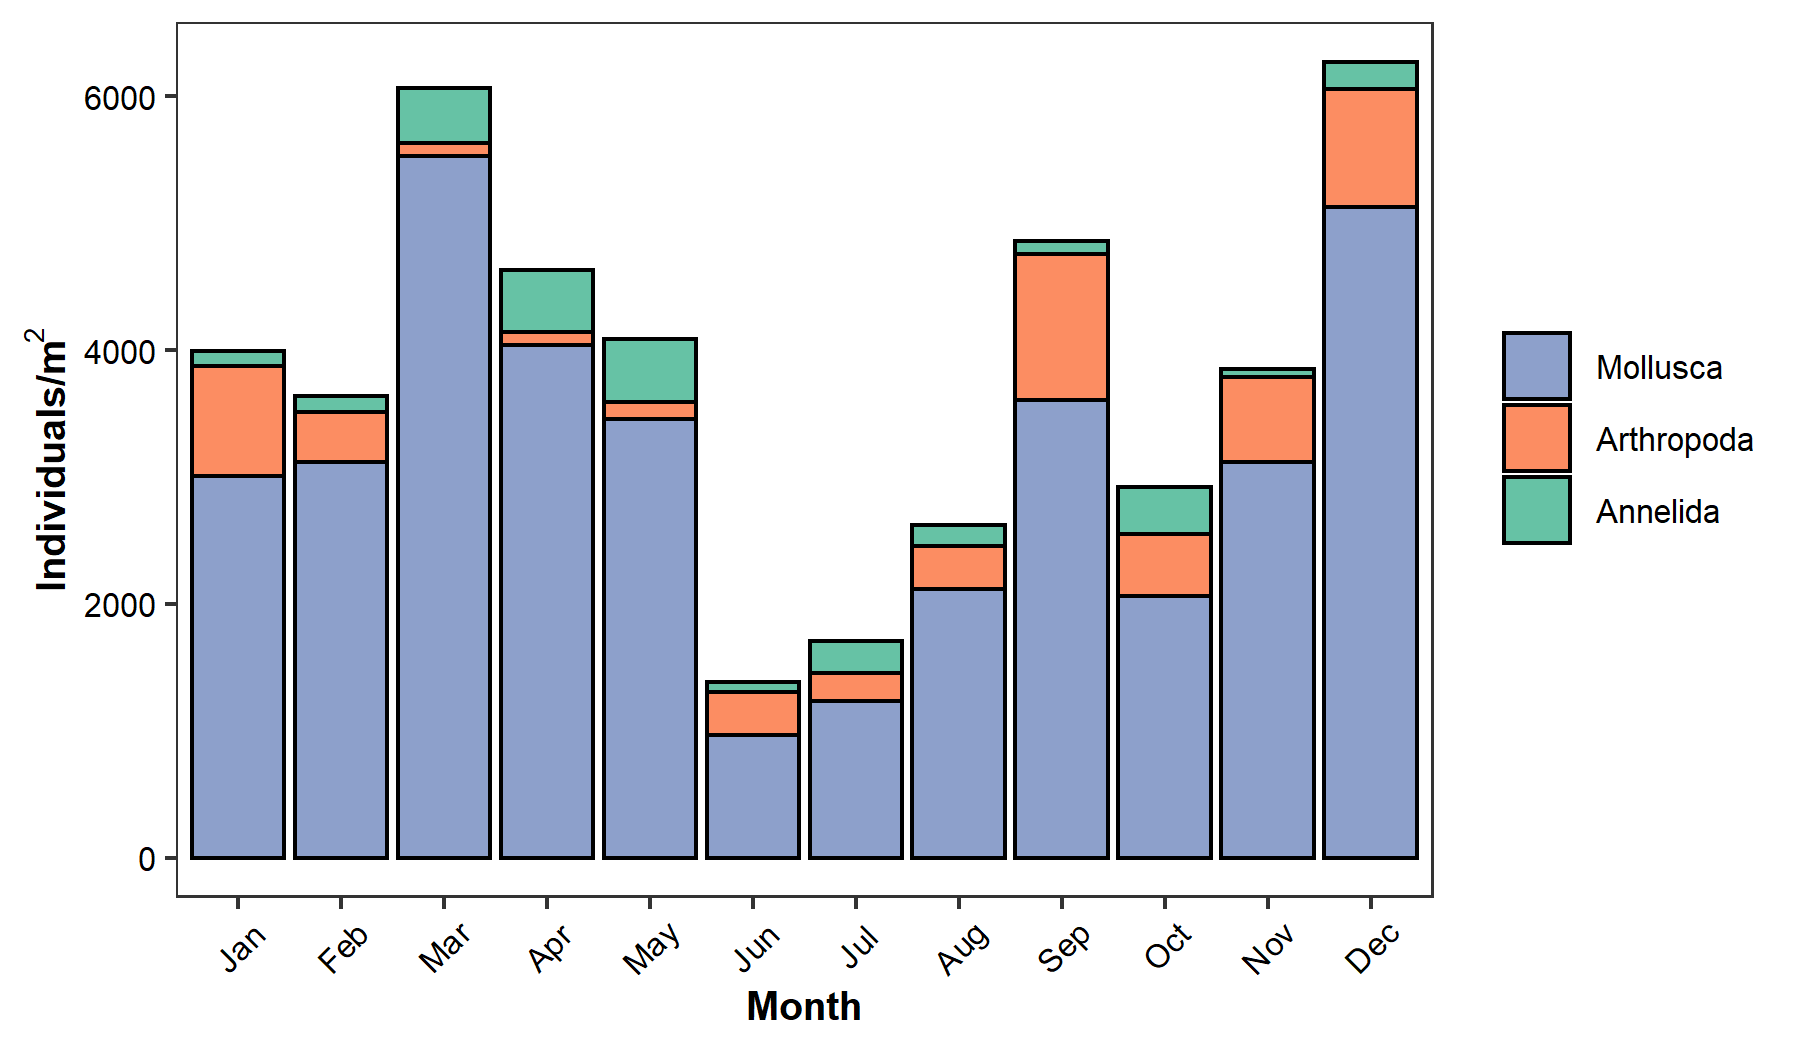 6000
4000
2000
0
Individuals/m²
Jan Feb Mar Apr May Jun Jul Aug Sep Oct Nov Dec
Month
Mollusca
Arthropoda
Annelida